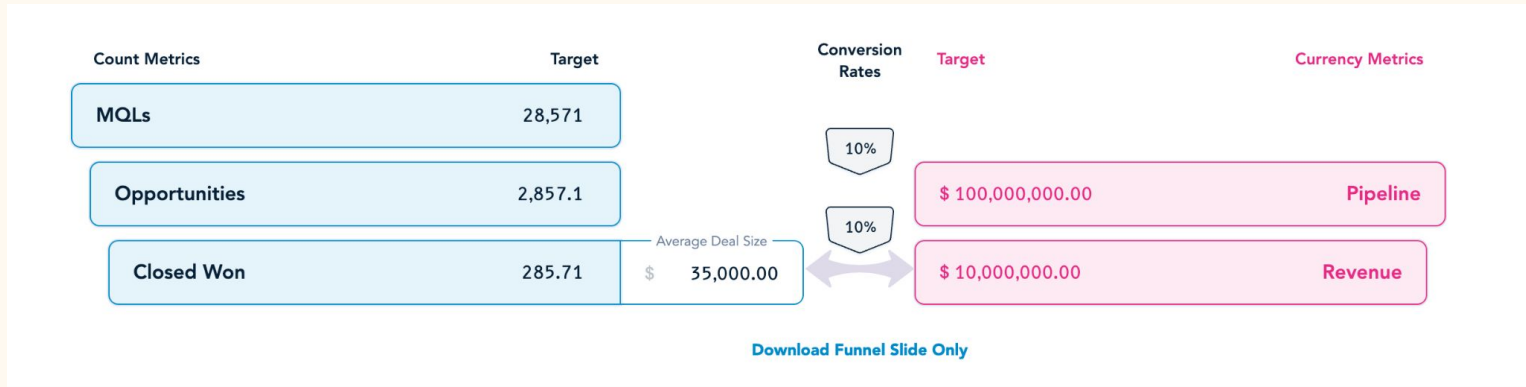 Count Metrics
Target
Conversion
Rates
Target
Currency Metrics
MQLs
28,571
10%
Opportunities
2,857.1
$ 100,000,000.00
Pipeline
10%
Average Deal Size
Closed Won
285.71
$ 35,000.00
$ 10,000,000.00
Revenue
Download Funnel Slide Only